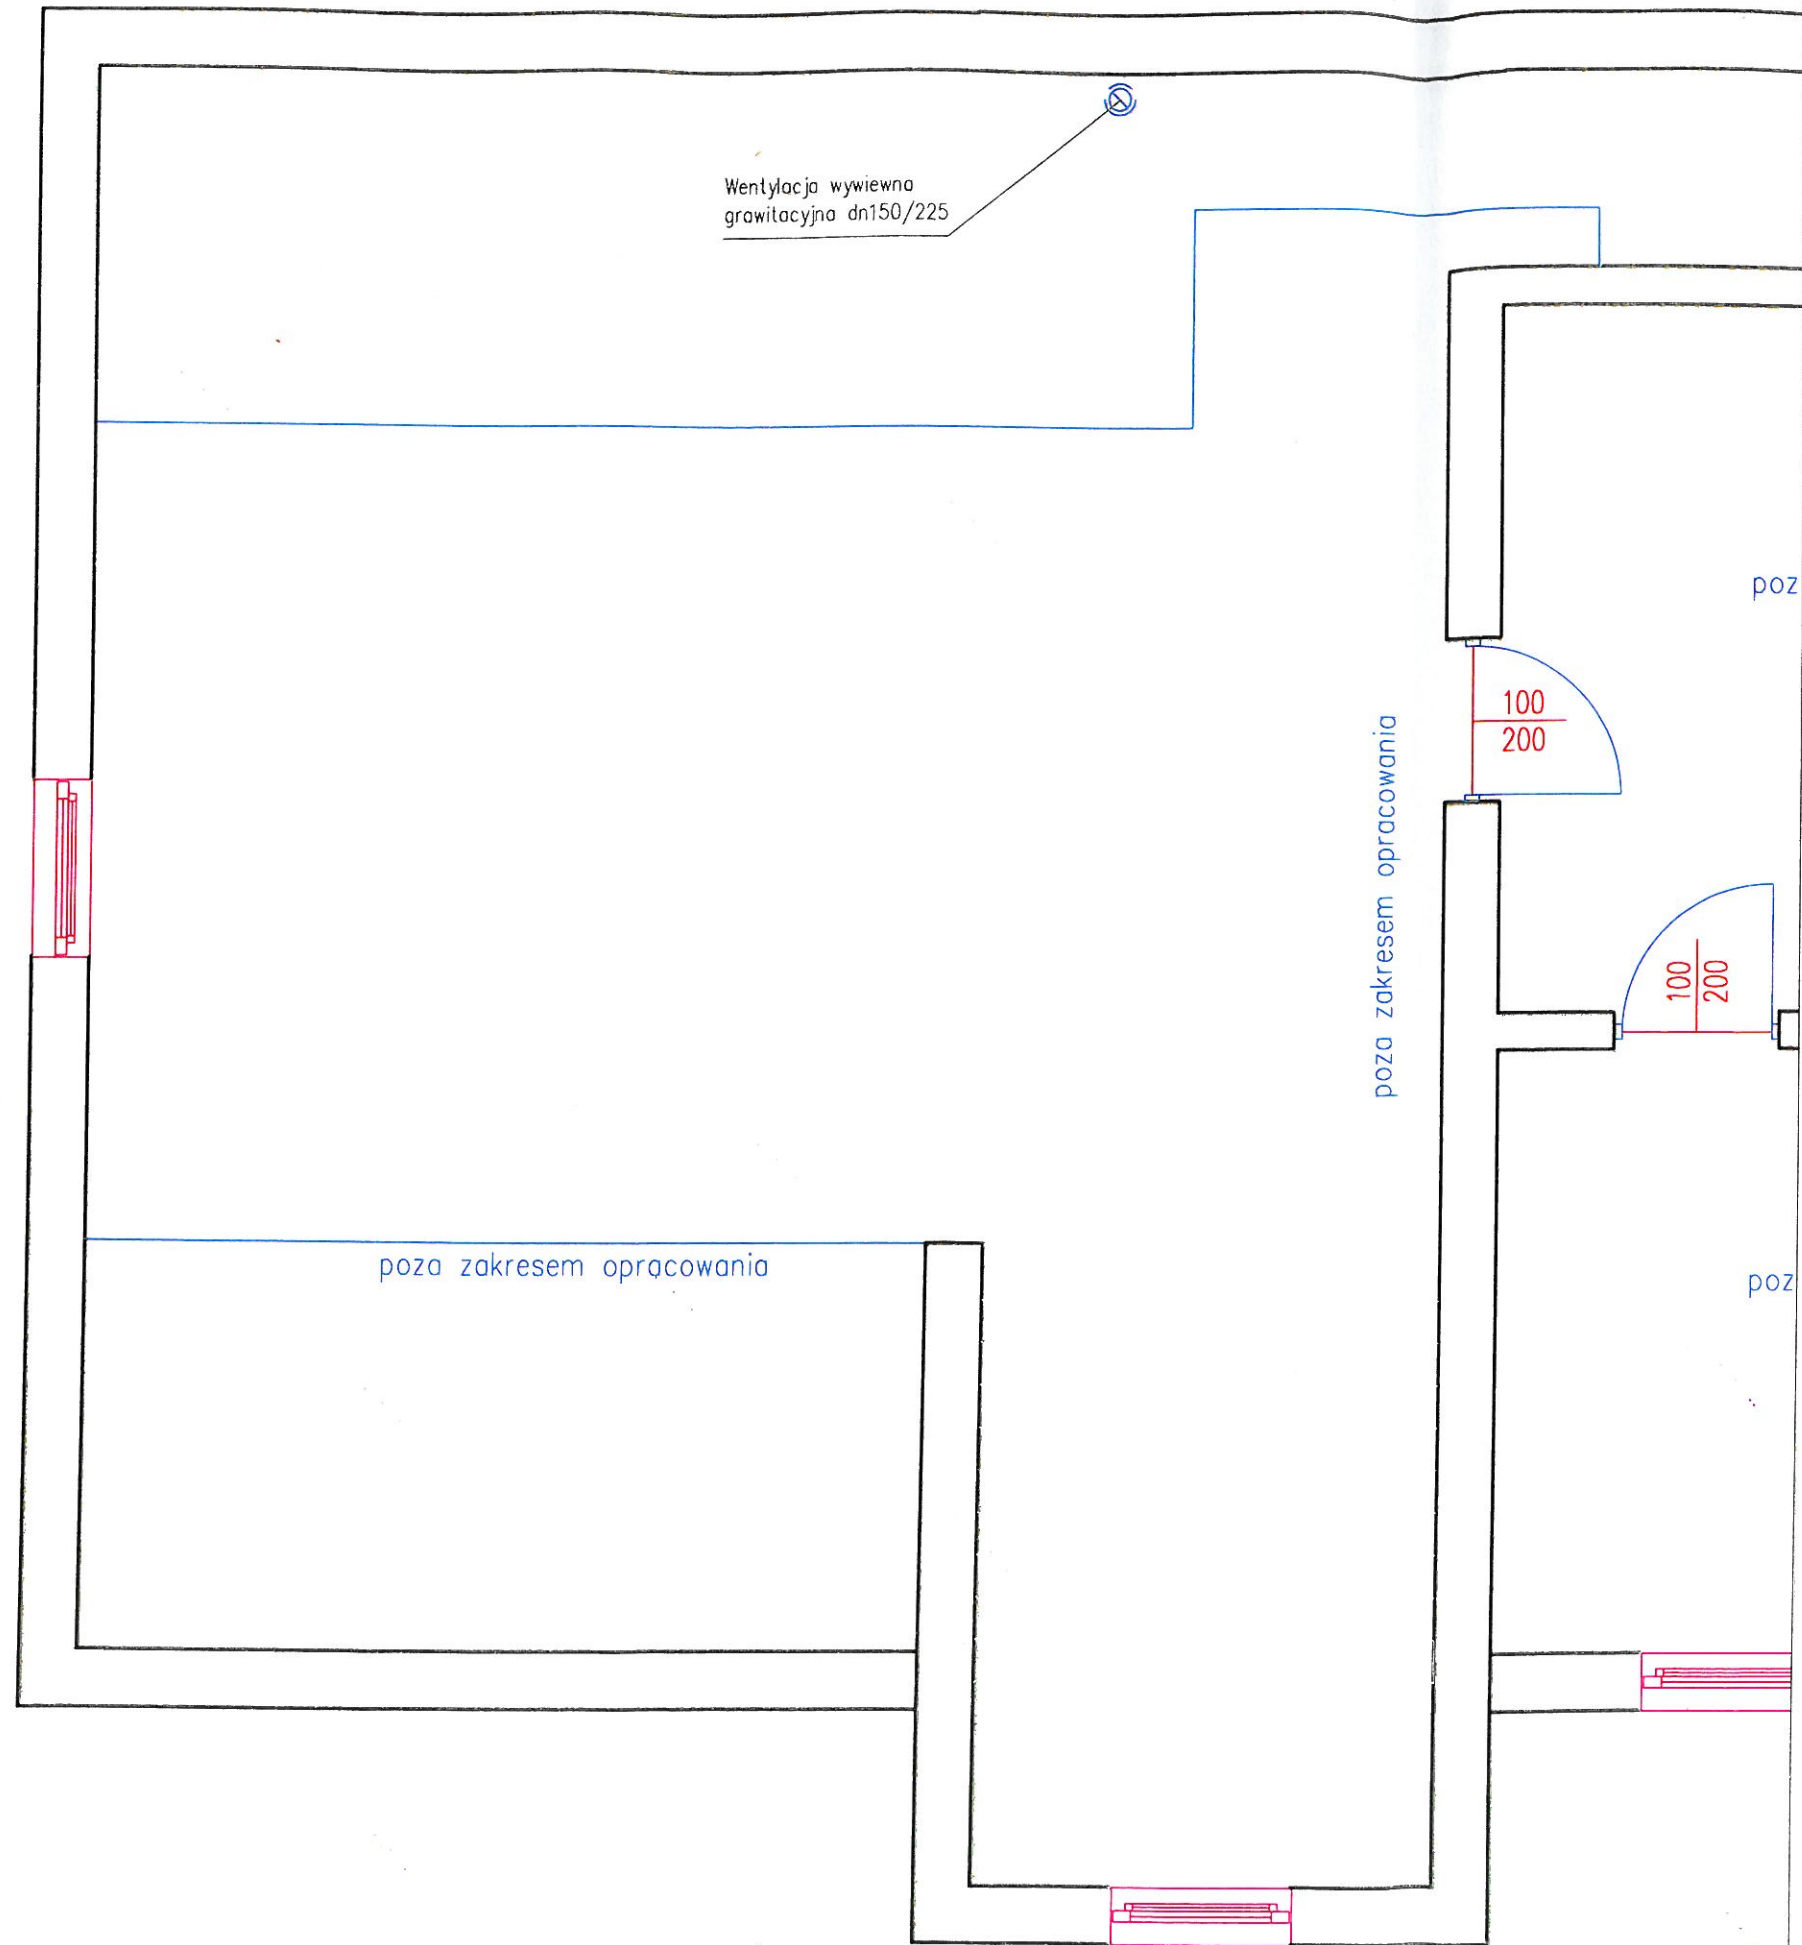 Wentylacja wywiewna
grawitacyjna dn150/225
poz
100
200
poza zakresem opracowania
100
200
poza zakresem opracowania
poz